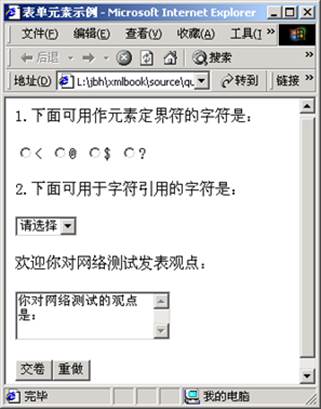 表单元素示例 - Microsoft Internet Explorer
文件(F) 编辑(E) 查看(V) 收藏(A) 工具(T »
后退 搜索 »
地址(D) L:\jbh\xmlbook\source\qu 转到 链接 »
1.下面可用作元素定界符的字符是：
< @ $ ?
2.下面可用于字符引用的字符是：
请选择
欢迎你对网络测试发表观点：
你对网络测试的观点
是：
交卷 重做
完毕 我的电脑